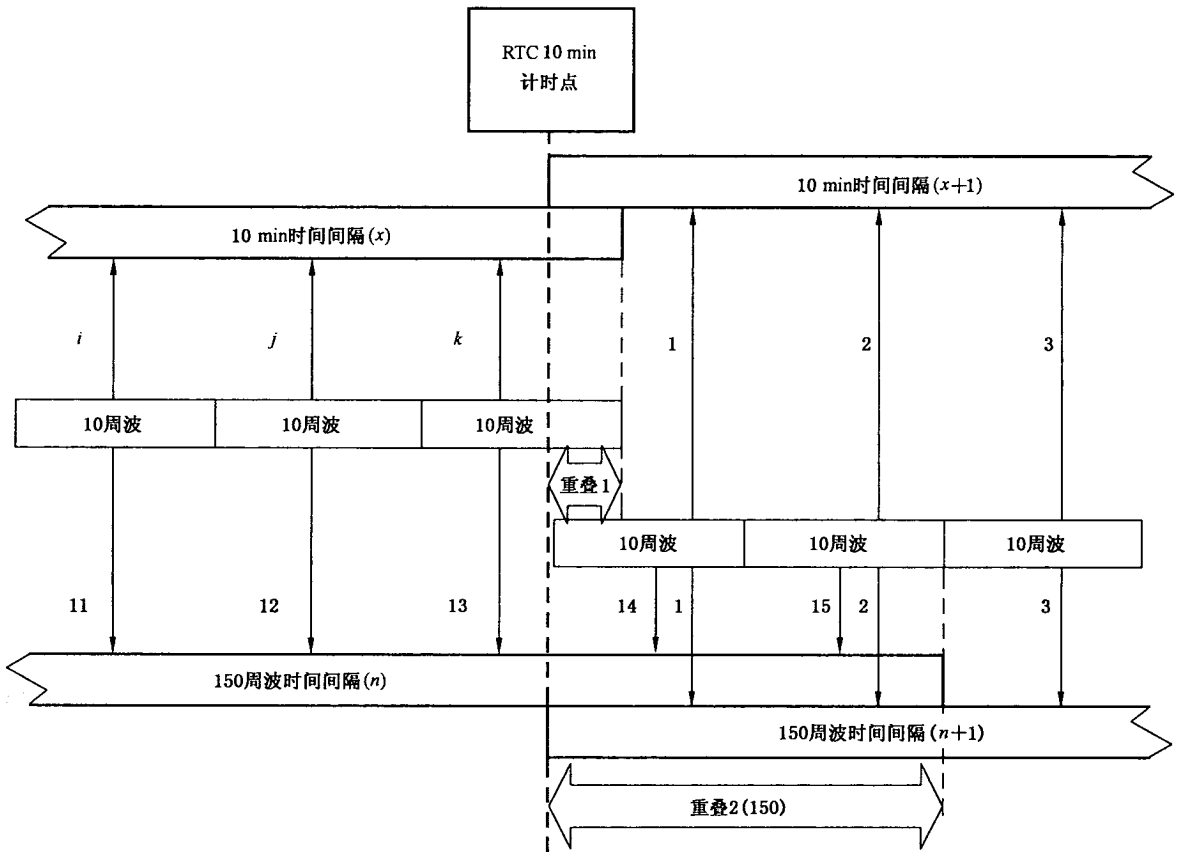 RTC 10 min
计时点
10 min时间间隔(x+1)
10 min时间间隔(x)
i
j
k
1
2
3
10周波
10周波
10周波
重叠1
10周波
10周波
10周波
11
12
13
14
1
15
2
3
150周波时间间隔(n)
150周波时间间隔(n+1)
重叠2(150)